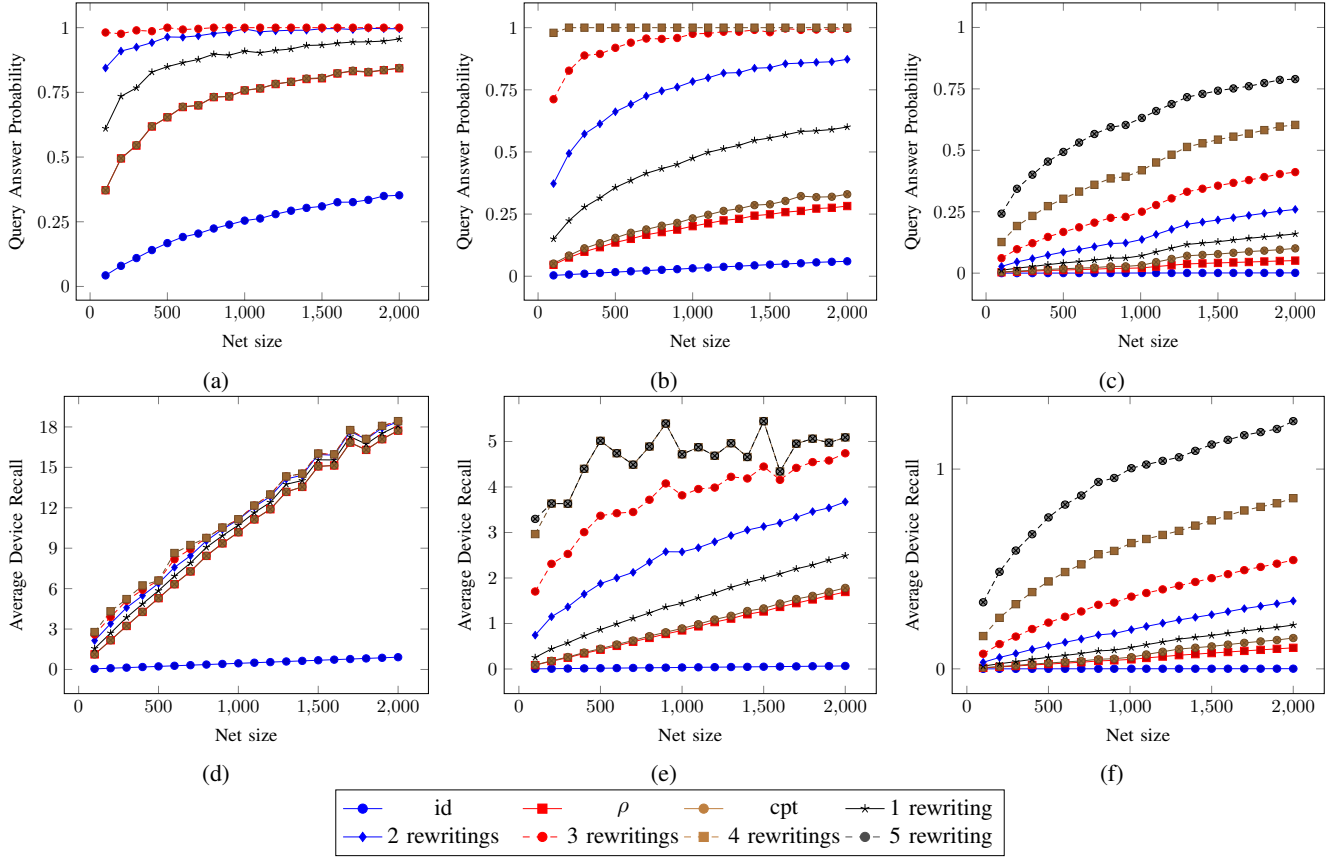 1
0.75
0.5
0.25
0
Query Answer Probability
0 500 1,000 1,500 2,000
Net size
(a)
1
0.75
0.5
0.25
0
Query Answer Probability
0 500 1,000 1,500 2,000
Net size
(b)
1
0.75
0.5
0.25
0
Query Answer Probability
0 500 1,000 1,500 2,000
Net size
(c)
18
15
12
9
6
3
0
Average Device Recall
0 500 1,000 1,500 2,000
Net size
(d)
5
4
3
2
1
0
Average Device Recall
0 500 1,000 1,500 2,000
Net size
(e)
1
0
Average Device Recall
0 500 1,000 1,500 2,000
Net size
(f)
id ρ cpt 1 rewriting
2 rewritings 3 rewritings 4 rewritings 5 rewriting